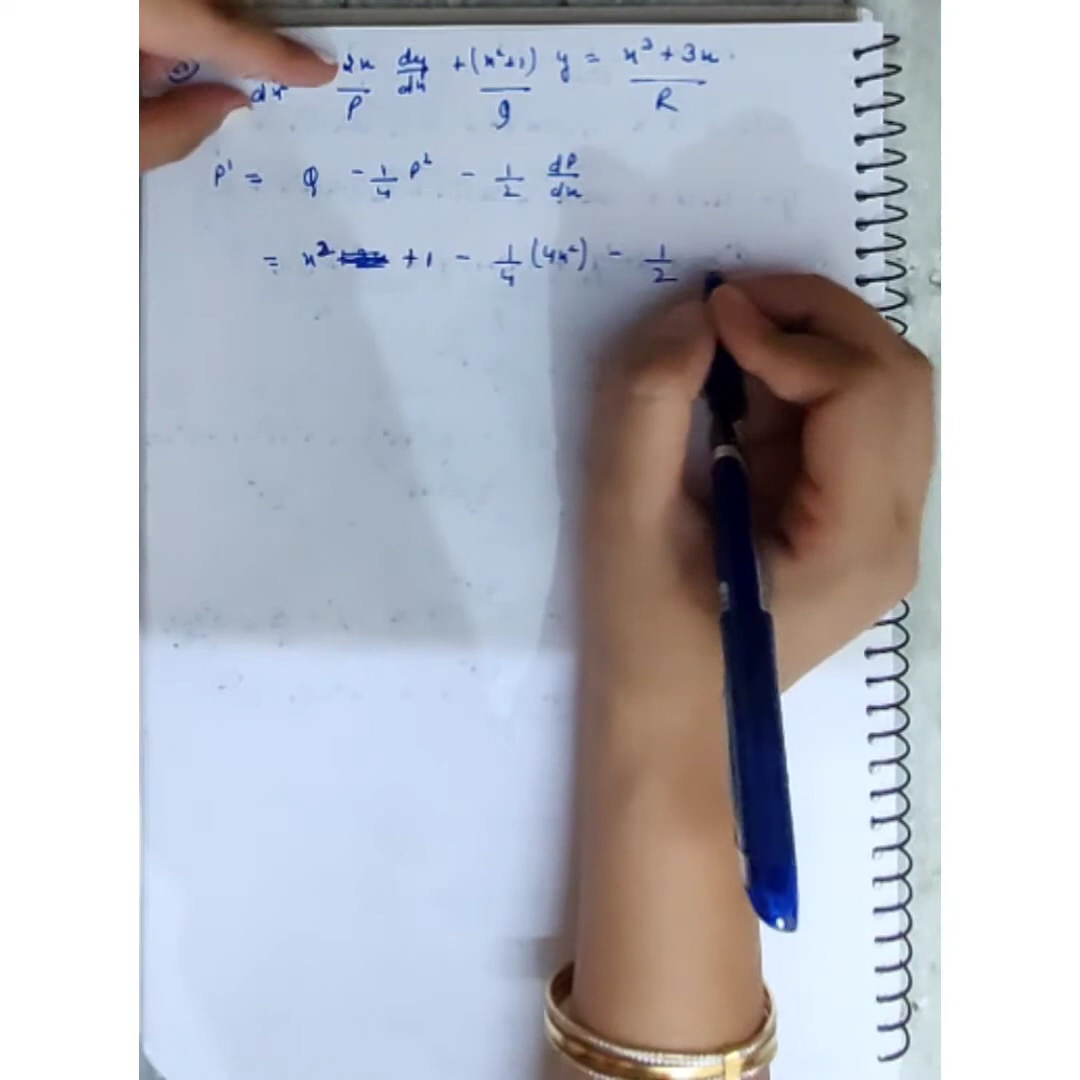 dx² 2x/P dy/dx + (x²+1)/Q y = x³ + 3x/R .
P' = Q - 1/4 P² - 1/2 dP/dx
= x² + 1 - 1/4 (4x²) - 1/2